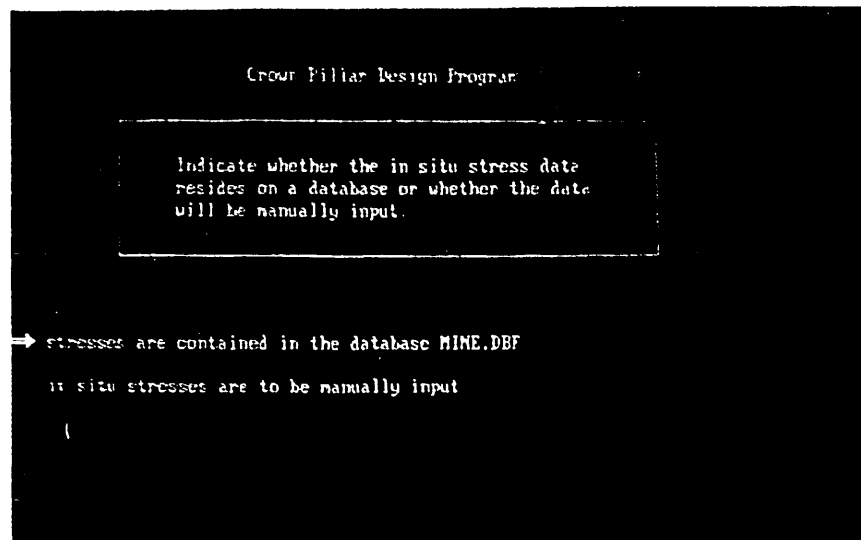 Crown Pillar Design Program
Indicate whether the in situ stress data
resides on a database or whether the data
will be manually input.
stresses are contained in the database MINE.DBF
in situ stresses are to be manually input